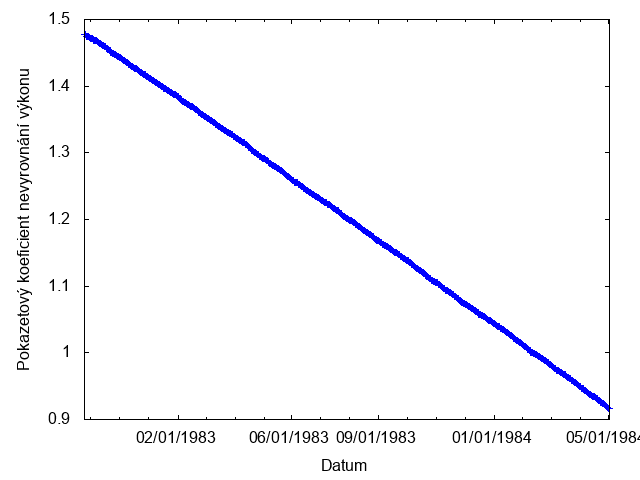 1.5
1.4
1.3
1.2
1.1
1
0.9
Pokazetový koeficient nevyrovnání výkonu
02/01/1983 06/01/1983 09/01/1983 01/01/1984 05/01/1984
Datum